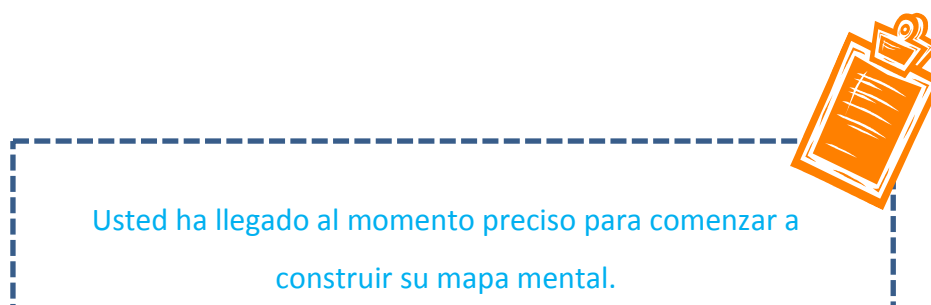 Usted ha llegado al momento preciso para comenzar a
construir su mapa mental.